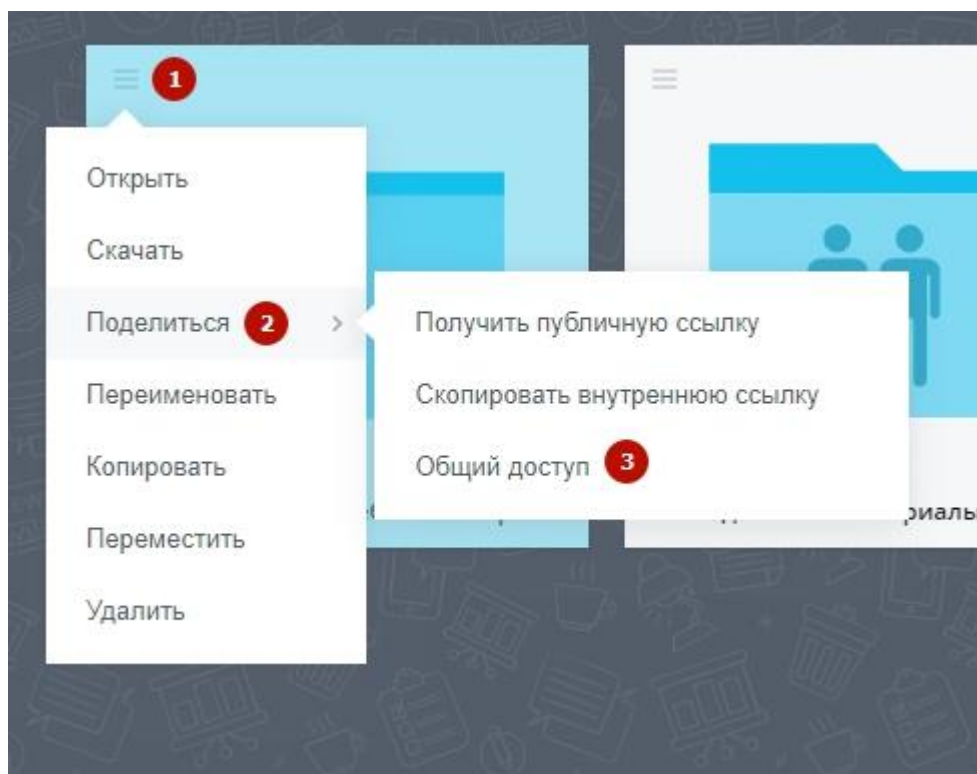 1
Открыть
Скачать
Поделиться 2
Получить публичную ссылку
Переименовать
Скопировать внутреннюю ссылку
Копировать
Общий доступ 3
Переместить
Удалить